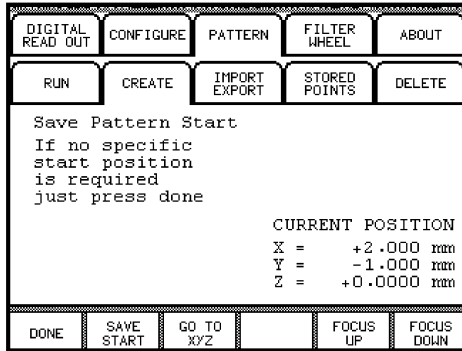 DIGITAL READ OUT
CONFIGURE
PATTERN
FILTER WHEEL
ABOUT
RUN
CREATE
IMPORT EXPORT
STORED POINTS
DELETE
Save Pattern Start
If no specific
start position
is required
just press done
CURRENT POSITION
X = +2.000 mm
Y = -1.000 mm
Z = +0.0000 mm
DONE
SAVE START
GO TO XYZ
FOCUS UP
FOCUS DOWN